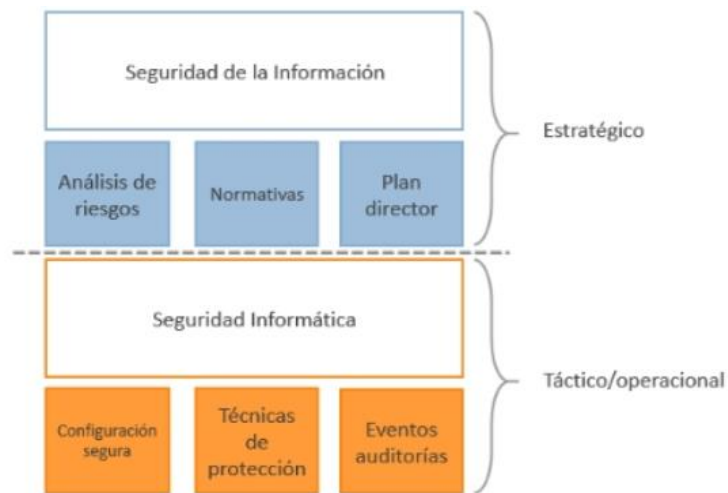 Seguridad de la Información
Estratégico
Análisis de
riesgos
Normativas
Plan
director
Seguridad Informática
Táctico/operacional
Configuración
segura
Técnicas
de
protección
Eventos
auditorías